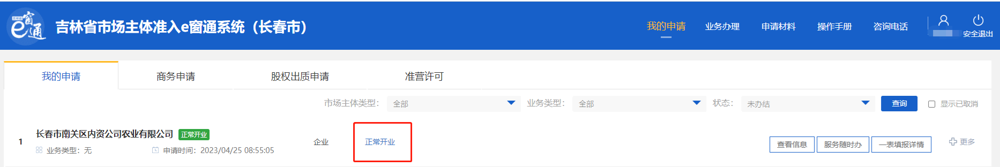 吉林省 窗
e通
吉林省市场主体准入e窗通系统（长春市）
我的申请 业务办理 申请材料 操作手册 咨询电话 安全退出
我的申请 商务申请 股权出质申请 准营许可
市场主体类型： 全部 业务类型： 全部 状态： 未办结 查询 显示已取消
1 长春市南关区内资公司农业有限公司 正常开业 企业 正常开业 查看信息 服务随时办 一表填报详情 更多
业务类型：无 申请时间：2023/04/25 08:55:05